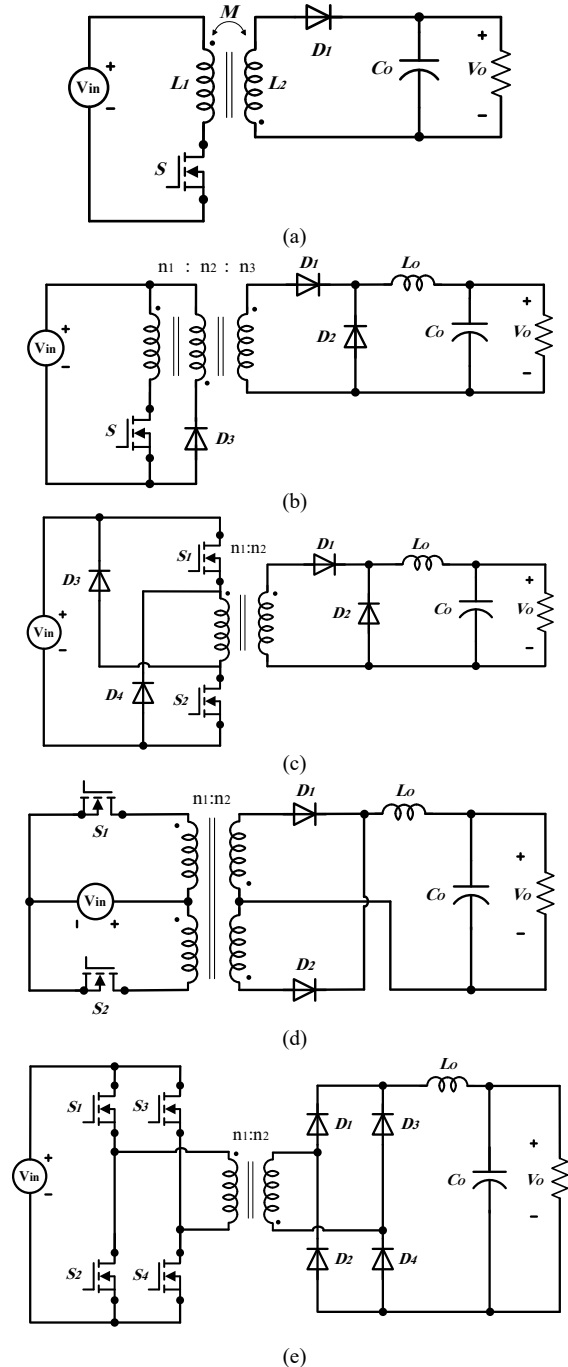 M
D1
Vin
+
−
L1
L2
Co
+
Vo
−
S
(a)
n1 : n2 : n3
D1
Lo
Vin
+
−
D2
Co
+
Vo
−
S
D3
(b)
S1
n1:n2
D1
Lo
D3
Vin
+
−
D2
Co
+
Vo
−
D4
S2
(c)
S1
n1:n2
D1
Lo
Vin
−
+
Co
+
Vo
−
S2
D2
(d)
S1
S3
n1:n2
D1
D3
Lo
Vin
+
−
Co
+
Vo
−
S2
S4
D2
D4
(e)